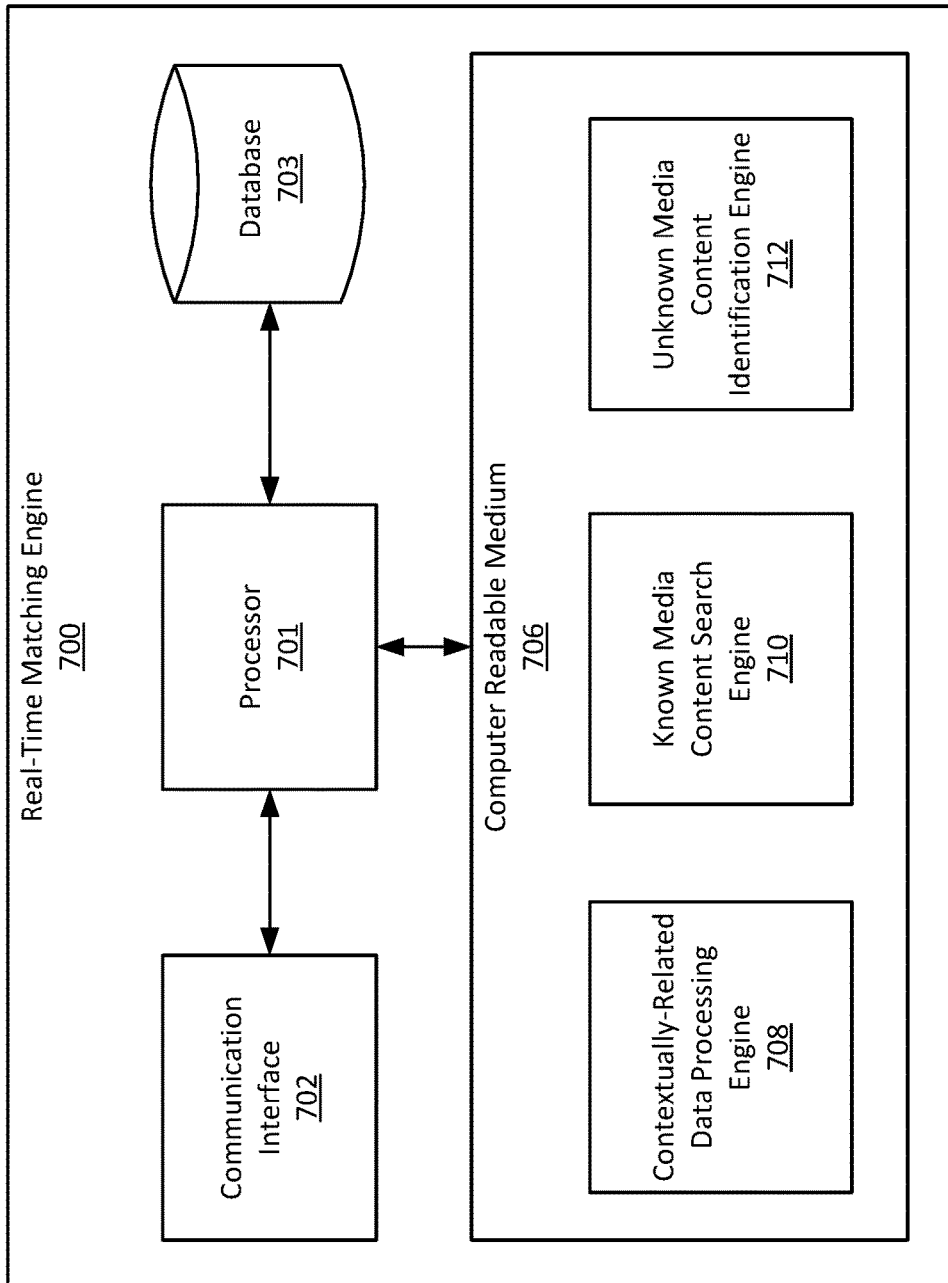 Real-Time Matching Engine
700
Communication
Interface
702
Processor
701
Database
703
Computer Readable Medium
706
Contextually-Related
Data Processing
Engine
708
Known Media
Content Search
Engine
710
Unknown Media
Content
Identification Engine
712